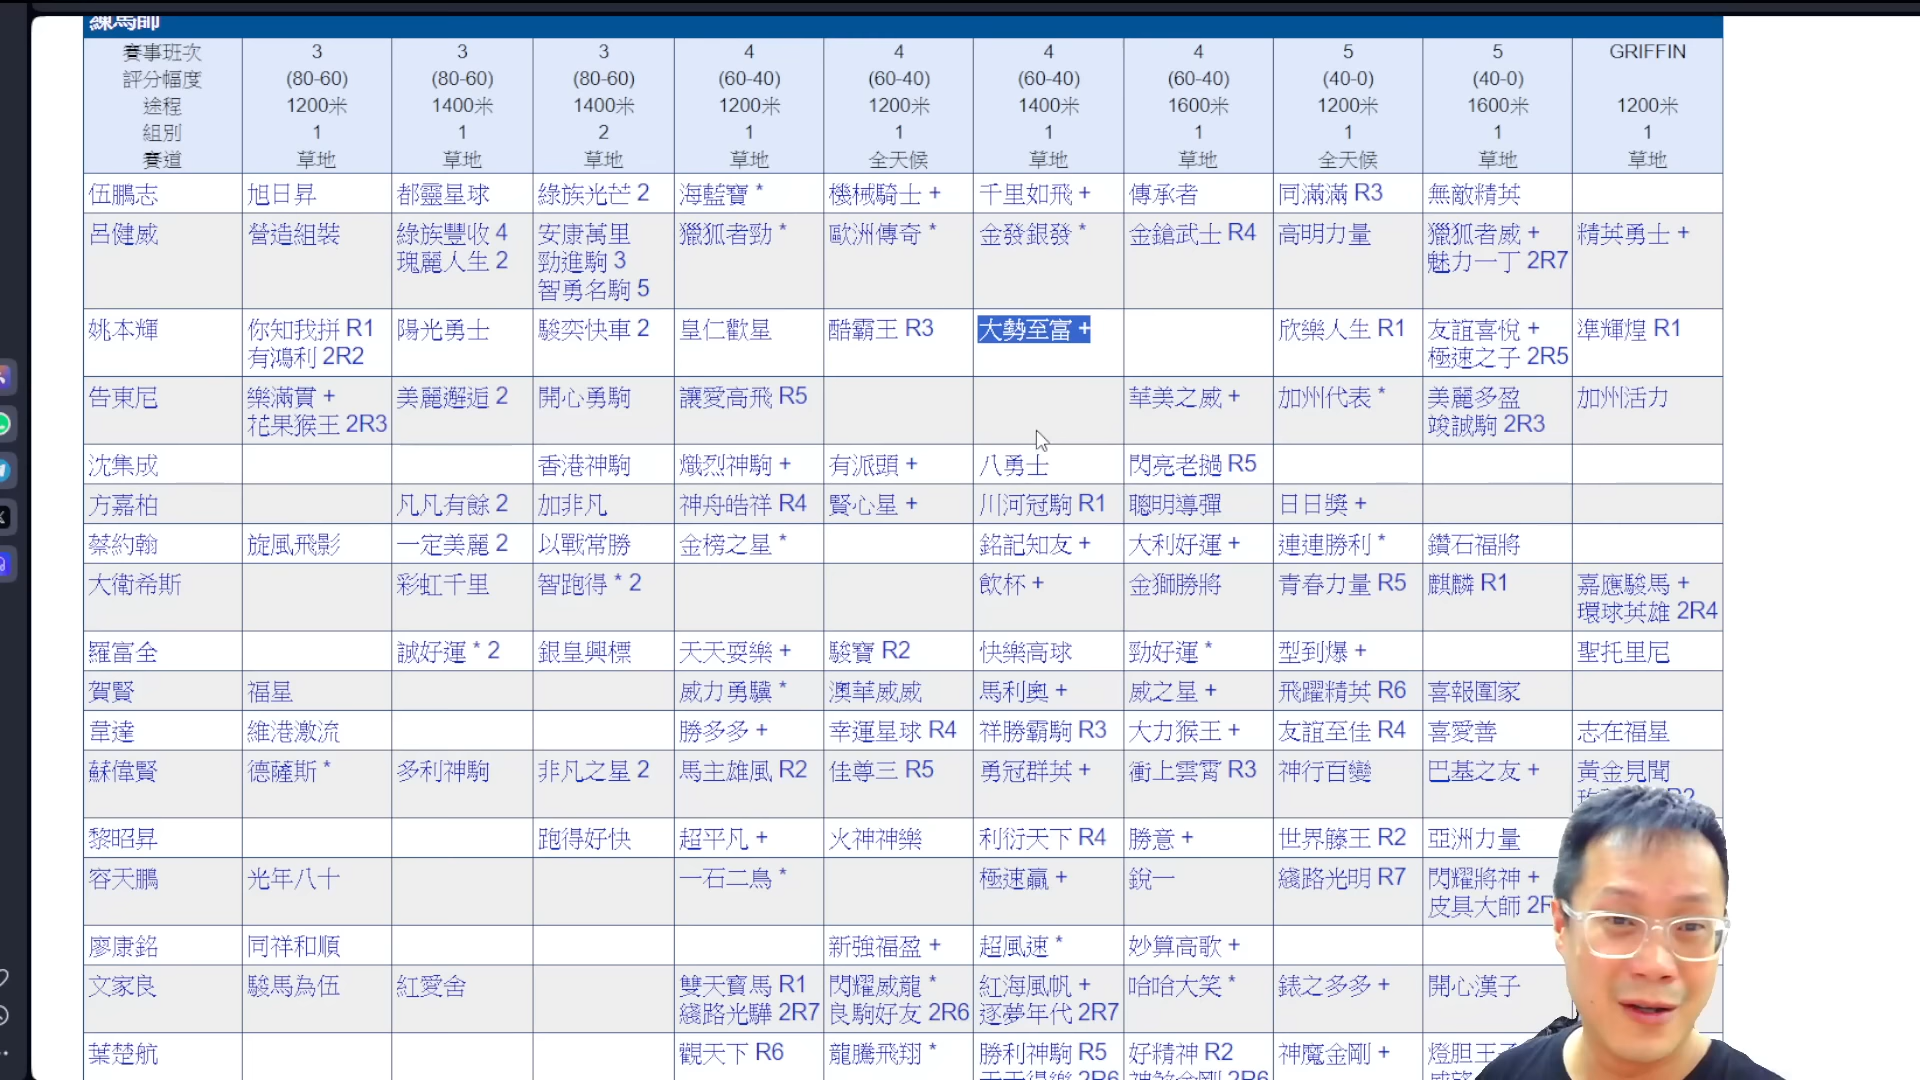 練馬師
賽事班次 3 3 3 4 4 4 4 5 5 GRIFFIN
評分幅度 (80-60) (80-60) (80-60) (60-40) (60-40) (60-40) (60-40) (40-0) (40-0)
途程 1200米 1400米 1400米 1200米 1200米 1400米 1600米 1200米 1600米 1200米
組別 1 1 2 1 1 1 1 1 1 1
賽道 草地 草地 草地 草地 全天候 草地 草地 全天候 草地 草地
伍鵬志 旭日昇 都靈星球 綠族光芒 2 海藍寶 * 機械騎士 + 千里如飛 + 傳承者 同滿滿 R3 無敵精英
呂健威 營造組裝 綠族豐收 4 安康萬里 獵狐者勁 * 歐洲傳奇 * 金發銀發 * 金鎗武士 R4 高明力量 獵狐者威 + 精英勇士 +
瑰麗人生 2 勁進駒 3 魅力一丁 2R7
智勇名駒 5
姚本輝 你知我拼 R1 陽光勇士 駿奕快車 2 皇仁歡星 酷霸王 R3 大勢至富 + 欣樂人生 R1 友誼喜悅 + 準輝煌 R1
有鴻利 2R2 極速之子 2R5
告東尼 樂滿貫 + 美麗邂逅 2 開心勇駒 讓愛高飛 R5 華美之威 + 加州代表 * 美麗多盈 加州活力
花果猴王 2R3 竣誠駒 2R3
沈集成 香港神駒 熾烈神駒 + 有派頭 + 八勇士 閃亮老撾 R5
方嘉柏 凡凡有餘 2 加非凡 神舟皓祥 R4 賢心星 + 川河冠駒 R1 聰明導彈 日日獎 +
蔡約翰 旋風飛影 一定美麗 2 以戰常勝 金榜之星 * 銘記知友 + 大利好運 + 連連勝利 * 鑽石福將
大衛希斯 彩虹千里 智跑得 * 2 飲杯 + 金獅勝將 青春力量 R5 麒麟 R1 嘉應駿馬 +
環球英雄 2R4
羅富全 誠好運 * 2 銀皇興標 天天耍樂 + 駿寶 R2 快樂高球 勁好運 * 型到爆 + 聖托里尼
賀賢 福星 威力勇驥 * 澳華威威 馬利奧 + 威之星 + 飛躍精英 R6 喜報圍家
韋達 維港激流 勝多多 + 幸運星球 R4 祥勝霸駒 R3 大力猴王 + 友誼至佳 R4 喜愛善 志在福星
蘇偉賢 德薩斯 * 多利神駒 非凡之星 2 馬主雄風 R2 佳尊三 R5 勇冠群英 + 衝上雲霄 R3 神行百變 巴基之友 + 黃金見聞
黎昭昇 跑得好快 超平凡 + 火神神樂 利衍天下 R4 勝意 + 世界籐王 R2 亞洲力量
容天鵬 光年八十 一石二鳥 * 極速贏 + 銳一 綫路光明 R7 閃耀將神 +
皮具大師
廖康銘 同祥和順 新強福盈 + 超風速 * 妙算高歌 +
文家良 駿馬為伍 紅愛舍 雙天寶馬 R1 閃耀威龍 * 紅海風帆 + 哈哈大笑 * 錶之多多 + 開心漢子
綫路光驊 2R7 良駒好友 2R6 逐夢年代 2R7
葉楚航 觀天下 R6 龍騰飛翔 * 勝利神駒 R5 好精神 R2 神魔金剛 +